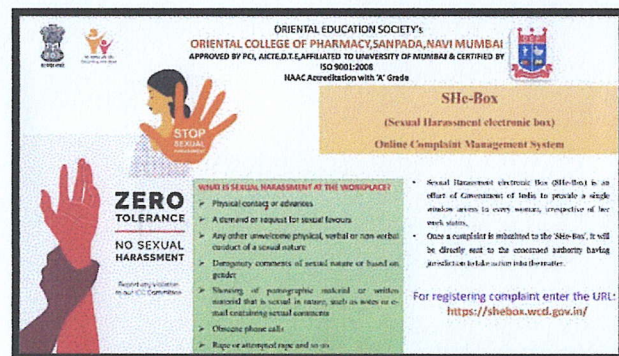 ORIENTAL EDUCATION SOCIETY's
ORIENTAL COLLEGE OF PHARMACY,SANPADA,NAVI MUMBAI
APPROVED BY PCI, AICTE,D.T.E,AFFILIATED TO UNIVERSITY OF MUMBAI & CERTIFIED BY
ISO 9001:2008
NAAC Accreditation with 'A' Grade
SHe-Box
(Sexual Harassment electronic box)
Online Complaint Management System
STOP
SEXUAL
HARASSMENT
ZERO
TOLERANCE
NO SEXUAL
HARASSMENT
Report any violation
to our ICC Committee
WHAT IS SEXUAL HARASSMENT AT THE WORKPLACE?
➢ Physical contact or advances
➢ A demand or request for sexual favours
➢ Any other unwelcome physical, verbal or non-verbal
conduct of a sexual nature
➢ Derogatory comments of sexual nature or based on
gender
➢ Showing of pornographic material or written
material that is sexual in nature, such as notes or e-
mail containing sexual comments
➢ Obscene phone calls
➢ Rape or attempted rape and so on
• Sexual Harassment electronic Box (SHe-Box) is an
effort of Government of India to provide a single
window access to every woman, irrespective of her
work status,
• Once a complaint is submitted to the 'SHe-Box', it will
be directly sent to the concerned authority having
jurisdiction to take action into the matter.
For registering complaint enter the URL:
https://shebox.wcd.gov.in/